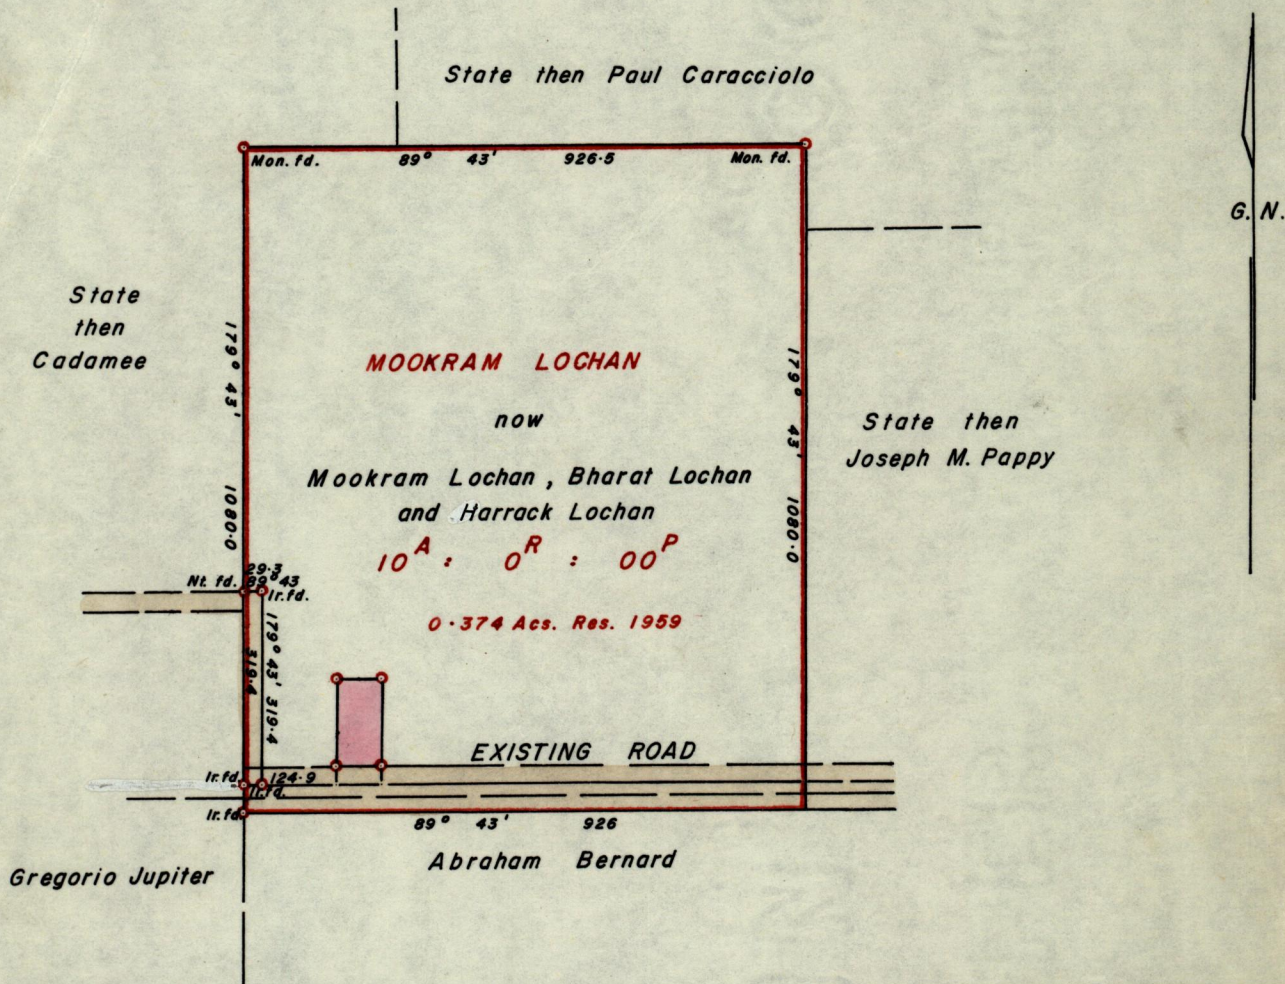 State then Paul Caracciolo
Mon. fd. 89° 43' 926·5 Mon. fd.
G. N.
State
then
Cadamee
179° 43' 1080·0
MOOKRAM LOCHAN
now
Mookram Lochan, Bharat Lochan
and Harrack Lochan
10A : 0R : 00P
0·374 Acs. Res. 1959
179° 43' 1080·0
State then
Joseph M. Pappy
29·3
Nt. fd. 89° 43
Ir. fd.
319·4
179° 43' 319·4
EXISTING ROAD
Ir. fd. 124·9
Ir. fd.
Ir. fd.
89° 43' 926
Abraham Bernard
Gregorio Jupiter